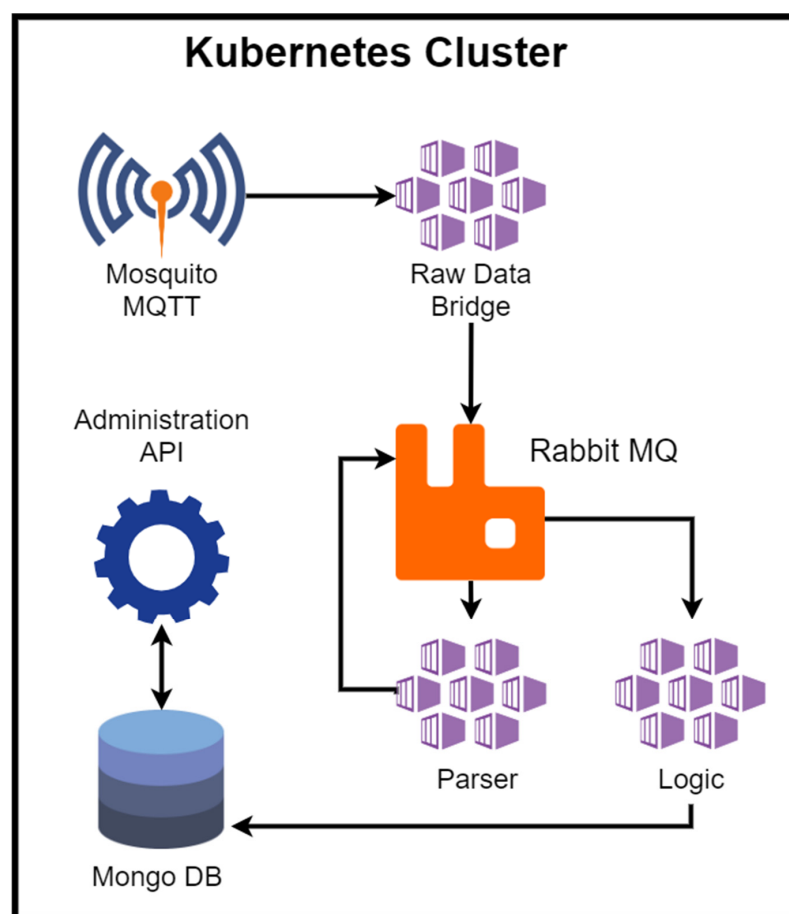 Kubernetes Cluster
Mosquito
MQTT
Raw Data
Bridge
Administration
API
Rabbit MQ
Parser
Logic
Mongo DB